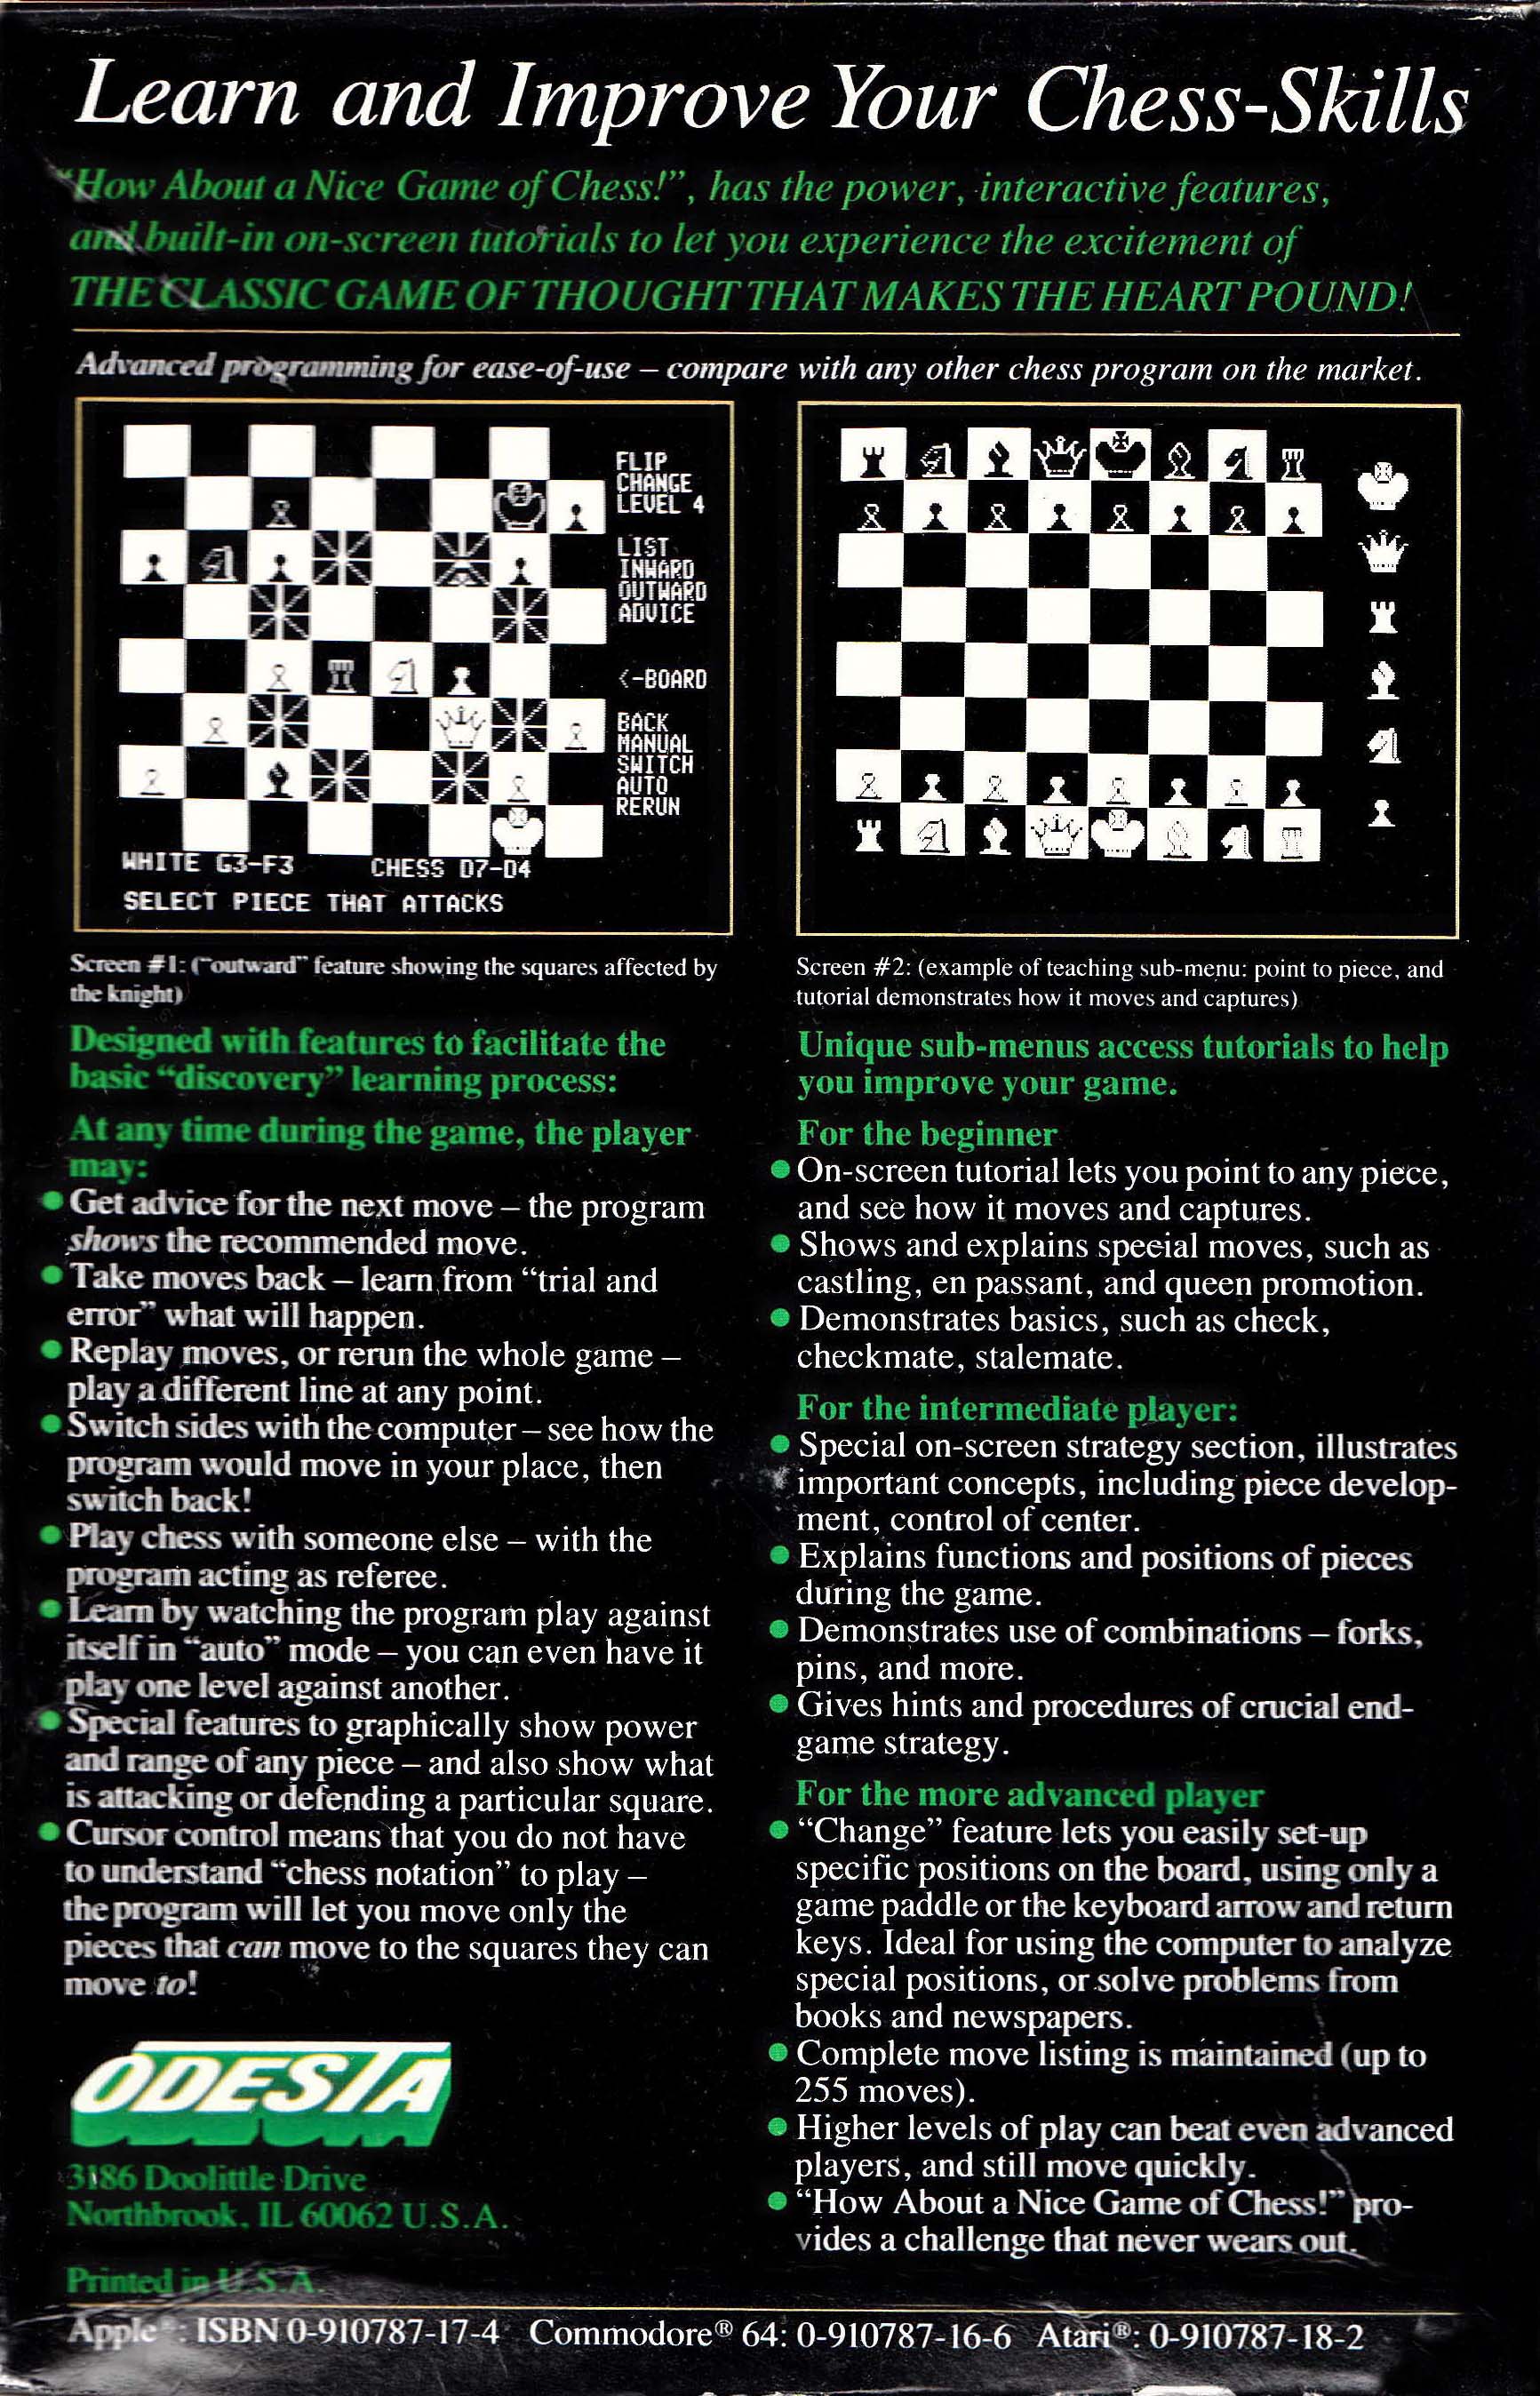 Learn and Improve Your Chess-Skills
"How About a Nice Game of Chess!", has the power, interactive features,
and built-in on-screen tutorials to let you experience the excitement of
THE CLASSIC GAME OF THOUGHT THAT MAKES THE HEART POUND!
Advanced programming for ease-of-use – compare with any other chess program on the market.
FLIP
CHANGE
LEVEL 4
LIST
INWARD
OUTWARD
ADVICE
<-BOARD
BACK
MANUAL
SWITCH
AUTO
RERUN
WHITE G3-F3 CHESS D7-D4
SELECT PIECE THAT ATTACKS
Screen #1: ("outward" feature showing the squares affected by
the knight)
Designed with features to facilitate the
basic "discovery" learning process:
At any time during the game, the player
may:
● Get advice for the next move – the program
shows the recommended move.
● Take moves back – learn from "trial and
error" what will happen.
● Replay moves, or rerun the whole game –
play a different line at any point.
● Switch sides with the computer – see how the
program would move in your place, then
switch back!
● Play chess with someone else – with the
program acting as referee.
● Learn by watching the program play against
itself in "auto" mode – you can even have it
play one level against another.
● Special features to graphically show power
and range of any piece – and also show what
is attacking or defending a particular square.
● Cursor control means that you do not have
to understand "chess notation" to play –
the program will let you move only the
pieces that can move to the squares they can
move to!
ODESTA
3186 Doolittle Drive
Northbrook, IL 60062 U.S.A.
Printed in U.S.A.
Screen #2: (example of teaching sub-menu: point to piece, and
tutorial demonstrates how it moves and captures)
Unique sub-menus access tutorials to help
you improve your game.
For the beginner
● On-screen tutorial lets you point to any piece,
and see how it moves and captures.
● Shows and explains special moves, such as
castling, en passant, and queen promotion.
● Demonstrates basics, such as check,
checkmate, stalemate.
For the intermediate player:
● Special on-screen strategy section, illustrates
important concepts, including piece develop-
ment, control of center.
● Explains functions and positions of pieces
during the game.
● Demonstrates use of combinations – forks,
pins, and more.
● Gives hints and procedures of crucial end-
game strategy.
For the more advanced player
● "Change" feature lets you easily set-up
specific positions on the board, using only a
game paddle or the keyboard arrow and return
keys. Ideal for using the computer to analyze
special positions, or solve problems from
books and newspapers.
● Complete move listing is maintained (up to
255 moves).
● Higher levels of play can beat even advanced
players, and still move quickly.
● "How About a Nice Game of Chess!" pro-
vides a challenge that never wears out.
Apple®: ISBN 0-910787-17-4 Commodore® 64: 0-910787-16-6 Atari®: 0-910787-18-2